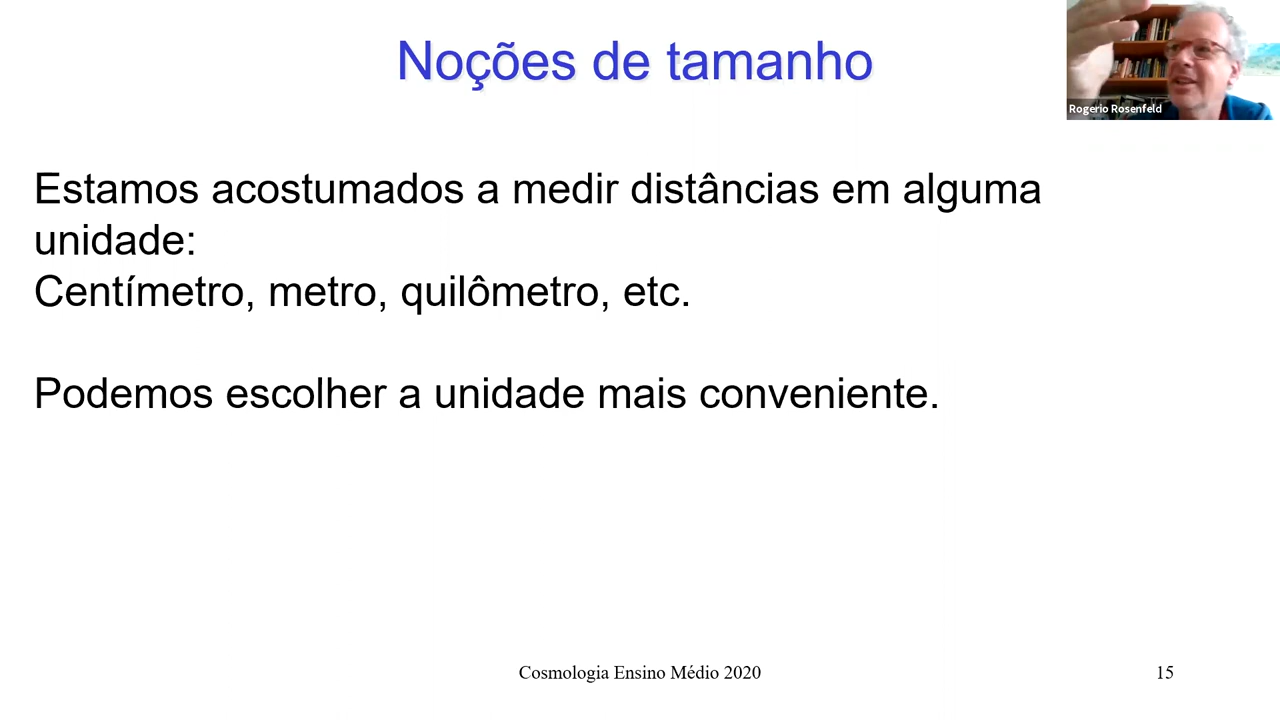 Noções de tamanho
Rogerio Rosenfeld
Estamos acostumados a medir distâncias em alguma
unidade:
Centímetro, metro, quilômetro, etc.
Podemos escolher a unidade mais conveniente.
Cosmologia Ensino Médio 2020
15